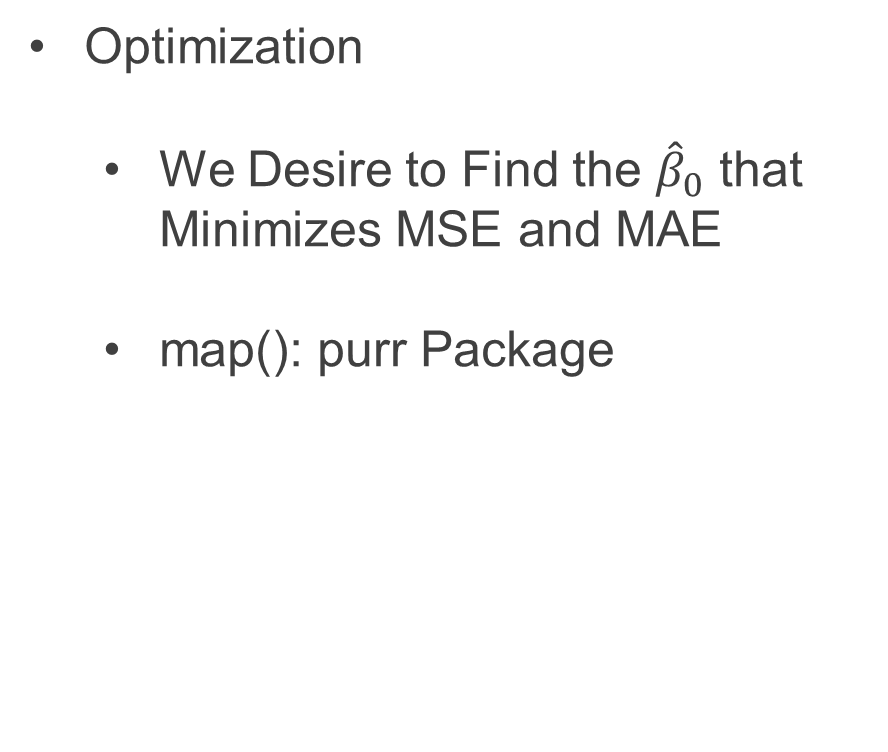 • Optimization
• We Desire to Find the β̂₀ that
Minimizes MSE and MAE
• map(): purr Package